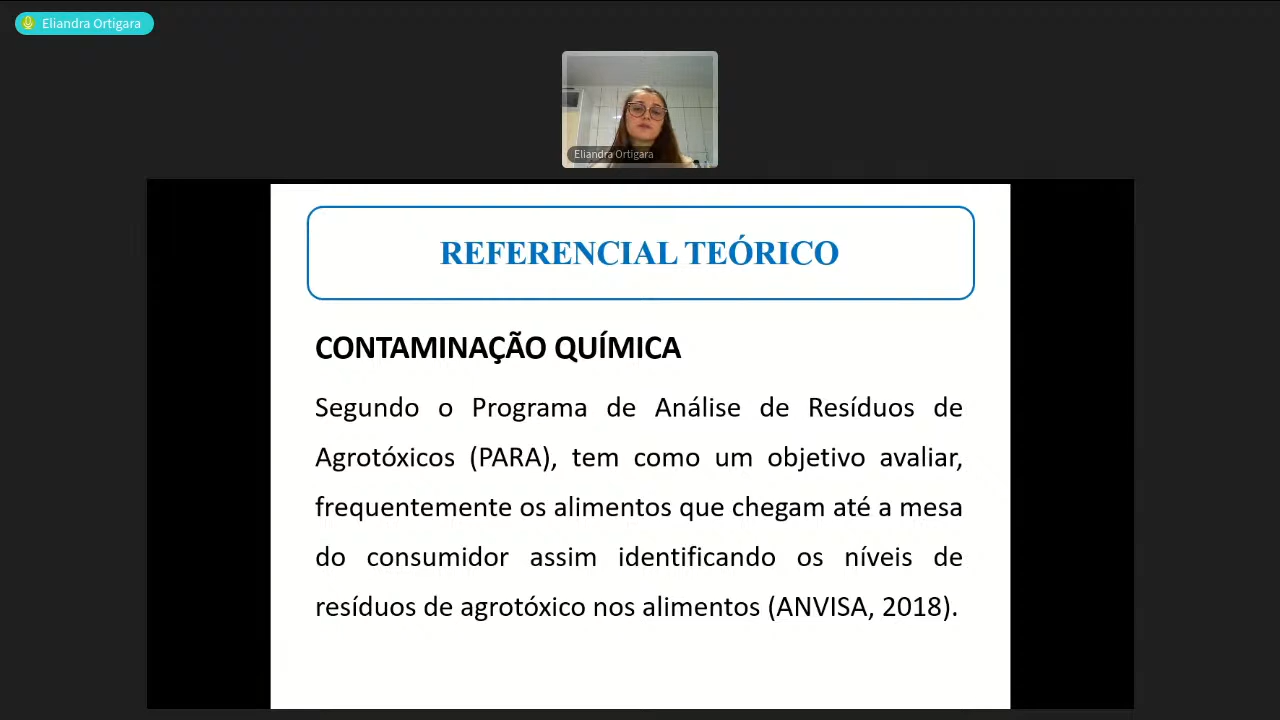 Eliandra Ortigara
Eliandra Ortigara
REFERENCIAL TEÓRICO
CONTAMINAÇÃO QUÍMICA
Segundo o Programa de Análise de Resíduos de
Agrotóxicos (PARA), tem como um objetivo avaliar,
frequentemente os alimentos que chegam até a mesa
do consumidor assim identificando os níveis de
resíduos de agrotóxico nos alimentos (ANVISA, 2018).